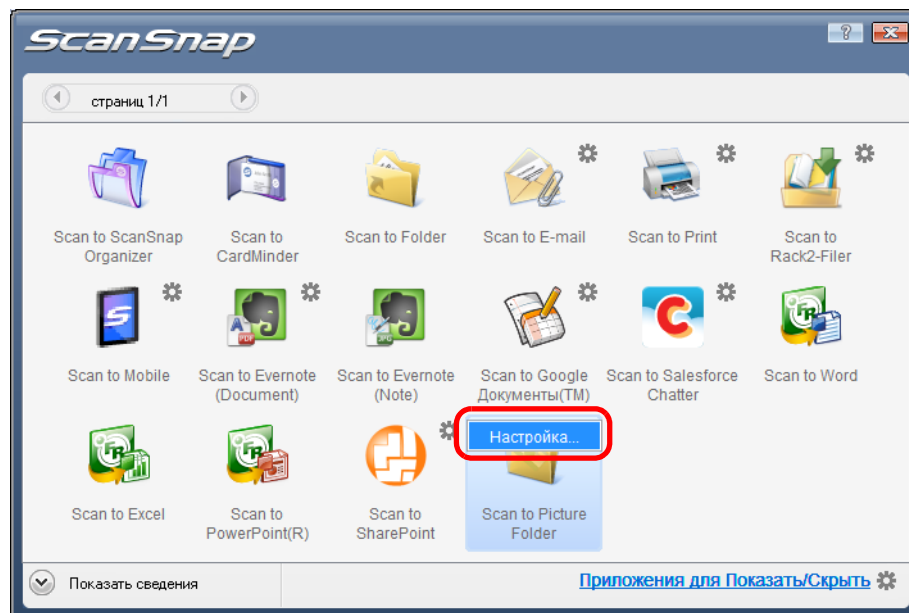 ScanSnap
страниц 1/1
Scan to ScanSnap
Organizer
Scan to
CardMinder
Scan to Folder
Scan to E-mail
Scan to Print
Scan to
Rack2-Filer
Scan to Mobile
Scan to Evernote
(Document)
Scan to Evernote
(Note)
Scan to Google
Документы(TM)
Scan to Salesforce
Chatter
Scan to Word
Настройка...
Scan to Excel
Scan to
PowerPoint(R)
Scan to
SharePoint
Scan to Picture
Folder
Показать сведения
Приложения для Показать/Скрыть